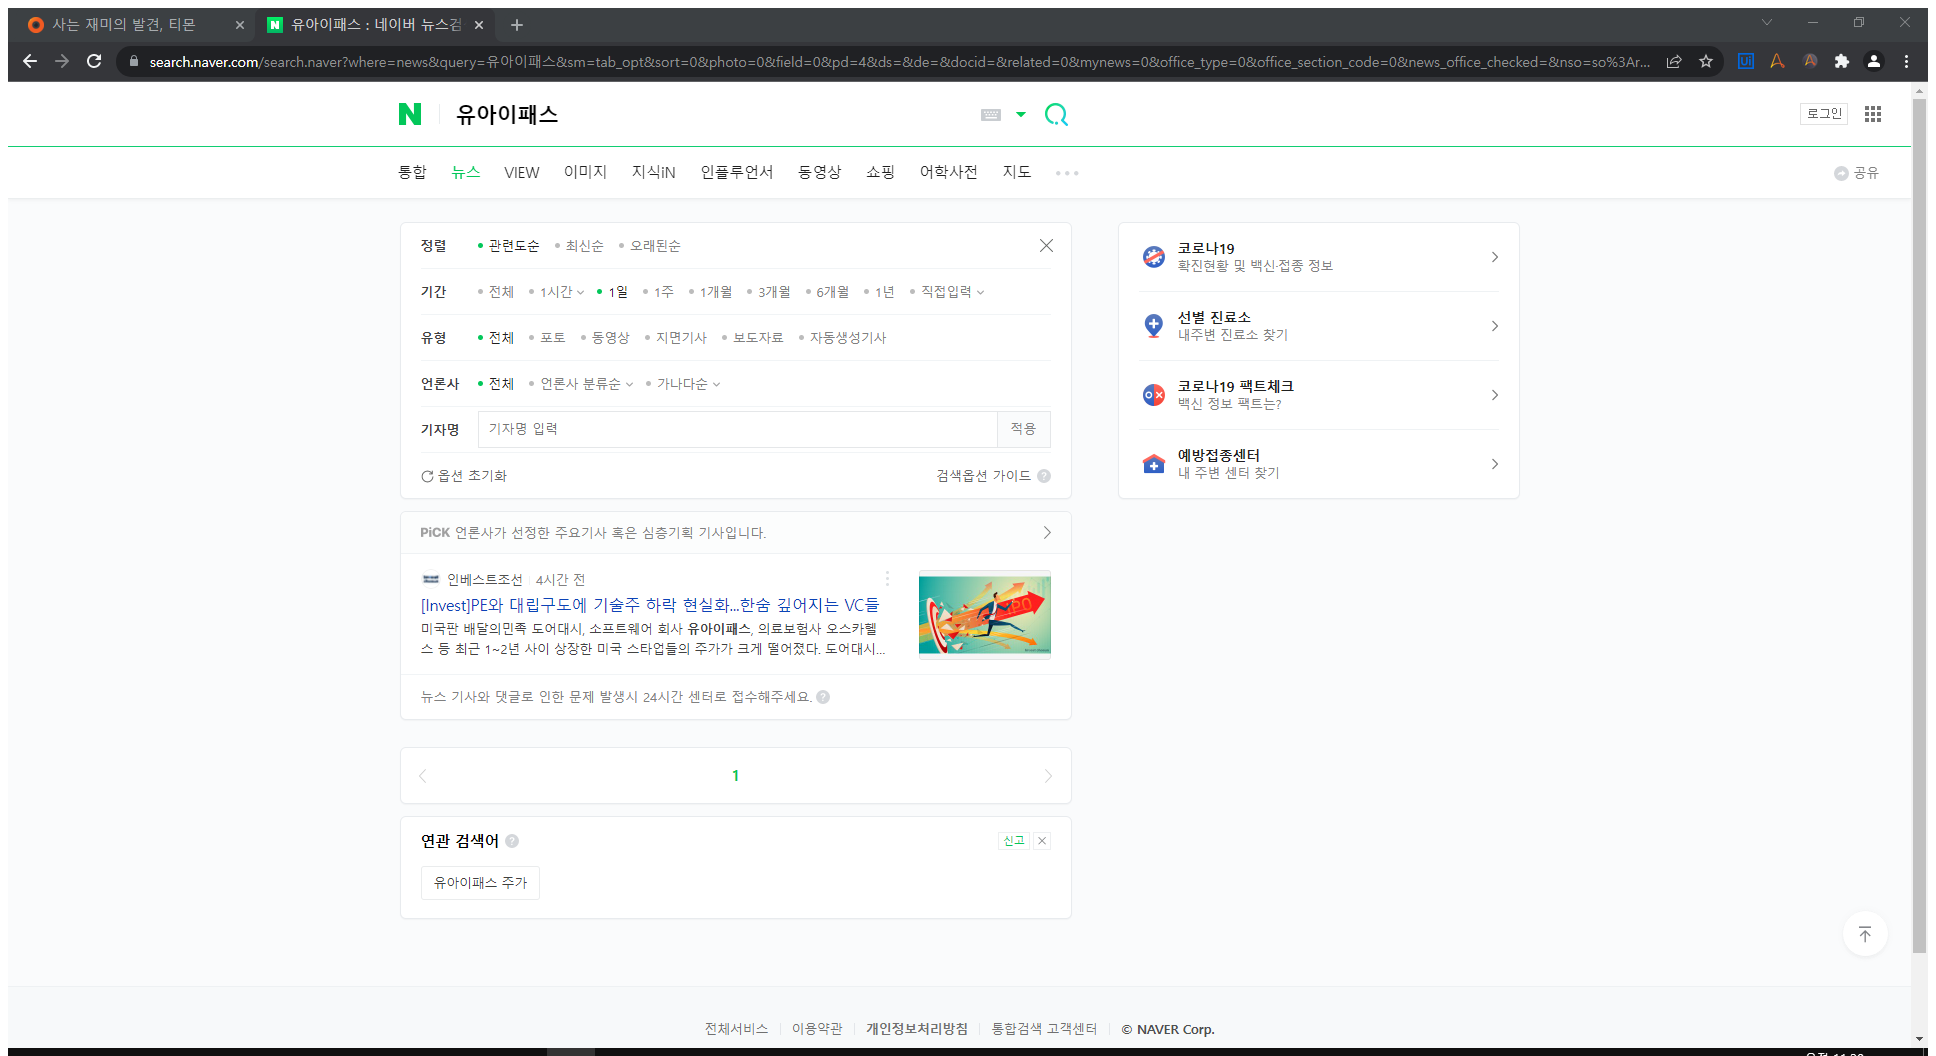 사는 재미의 발견, 티몬
유아이패스 : 네이버 뉴스검
search.naver.com/search.naver?where=news&query=유아이패스&sm=tab_opt&sort=0&photo=0&field=0&pd=4&ds=&de=&docid=&related=0&mynews=0&office_type=0&office_section_code=0&news_office_checked=&nso=so%3Ar...
N 유아이패스
로그인
통합 뉴스 VIEW 이미지 지식iN 인플루언서 동영상 쇼핑 어학사전 지도
공유
정렬 관련도순 최신순 오래된순
기간 전체 1시간 1일 1주 1개월 3개월 6개월 1년 직접입력
유형 전체 포토 동영상 지면기사 보도자료 자동생성기사
언론사 전체 언론사 분류순 가나다순
기자명 기자명 입력 적용
옵션 초기화 검색옵션 가이드 ?
코로나19
확진현황 및 백신·접종 정보
선별 진료소
내주변 진료소 찾기
코로나19 팩트체크
백신 정보 팩트는?
예방접종센터
내 주변 센터 찾기
PiCK 언론사가 선정한 주요기사 혹은 심층기획 기사입니다.
인베스트조선 4시간 전
[Invest]PE와 대립구도에 기술주 하락 현실화...한숨 깊어지는 VC들
미국판 배달의민족 도어대시, 소프트웨어 회사 유아이패스, 의료보험사 오스카헬
스 등 최근 1~2년 사이 상장한 미국 스타업들의 주가가 크게 떨어졌다. 도어대시...
IPO
뉴스 기사와 댓글로 인한 문제 발생시 24시간 센터로 접수해주세요. ?
1
연관 검색어 ? 신고
유아이패스 주가
전체서비스 이용약관 개인정보처리방침 통합검색 고객센터 © NAVER Corp.